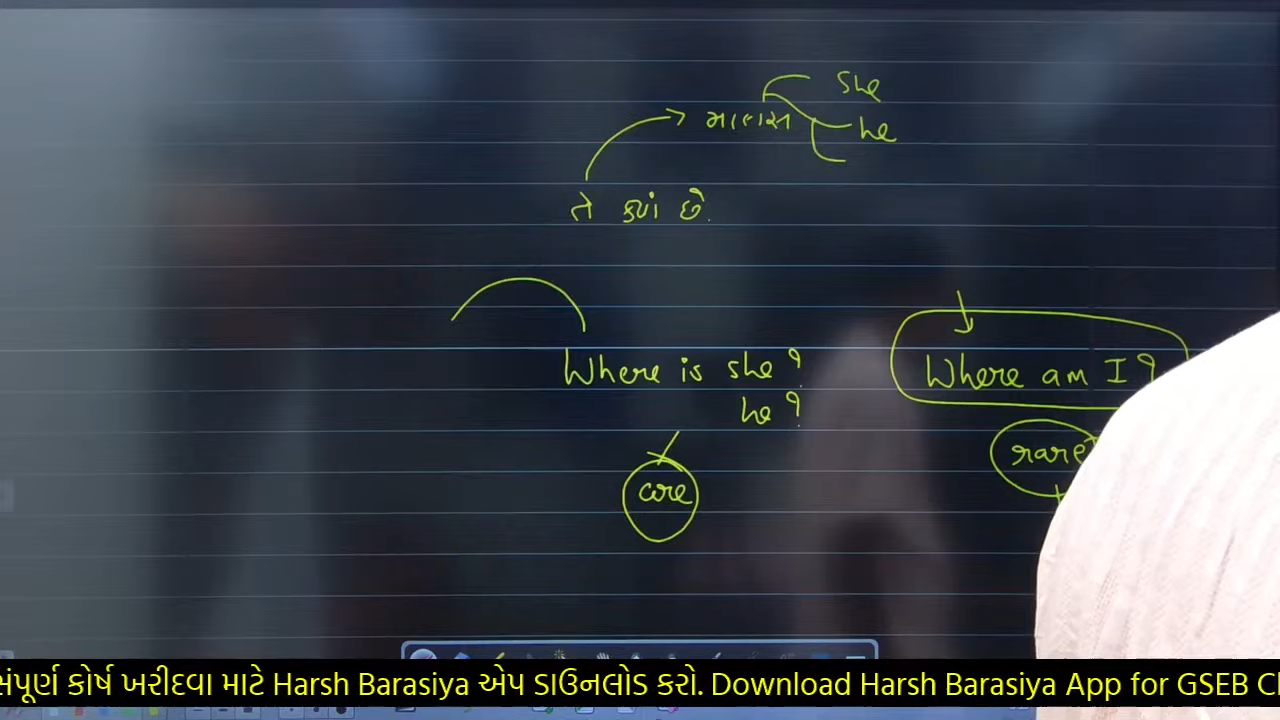 she
માણસ he
તે ક્યાં છે.
Where is she?
he?
Where am I?
rare
are
સંપૂર્ણ કોર્ષ ખરીદવા માટે Harsh Barasiya એપ ડાઉનલોડ કરો. Download Harsh Barasiya App for GSEB